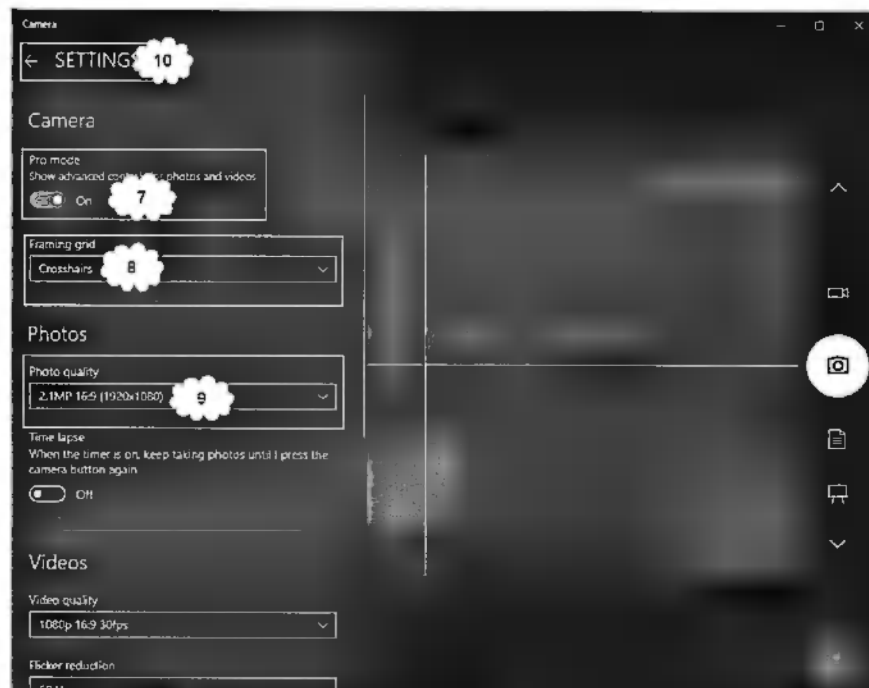 Camera
SETTINGS 10
Camera
Pro mode
Show advanced controls for photos and videos
On 7
Framing grid
Crosshairs 8
Photos
Photo quality
2.1MP 16:9 (1920x1080) 9
Time lapse
When the timer is on, keep taking photos until I press the
camera button again
Off
Videos
Video quality
1080p 16:9 30fps
Flicker reduction